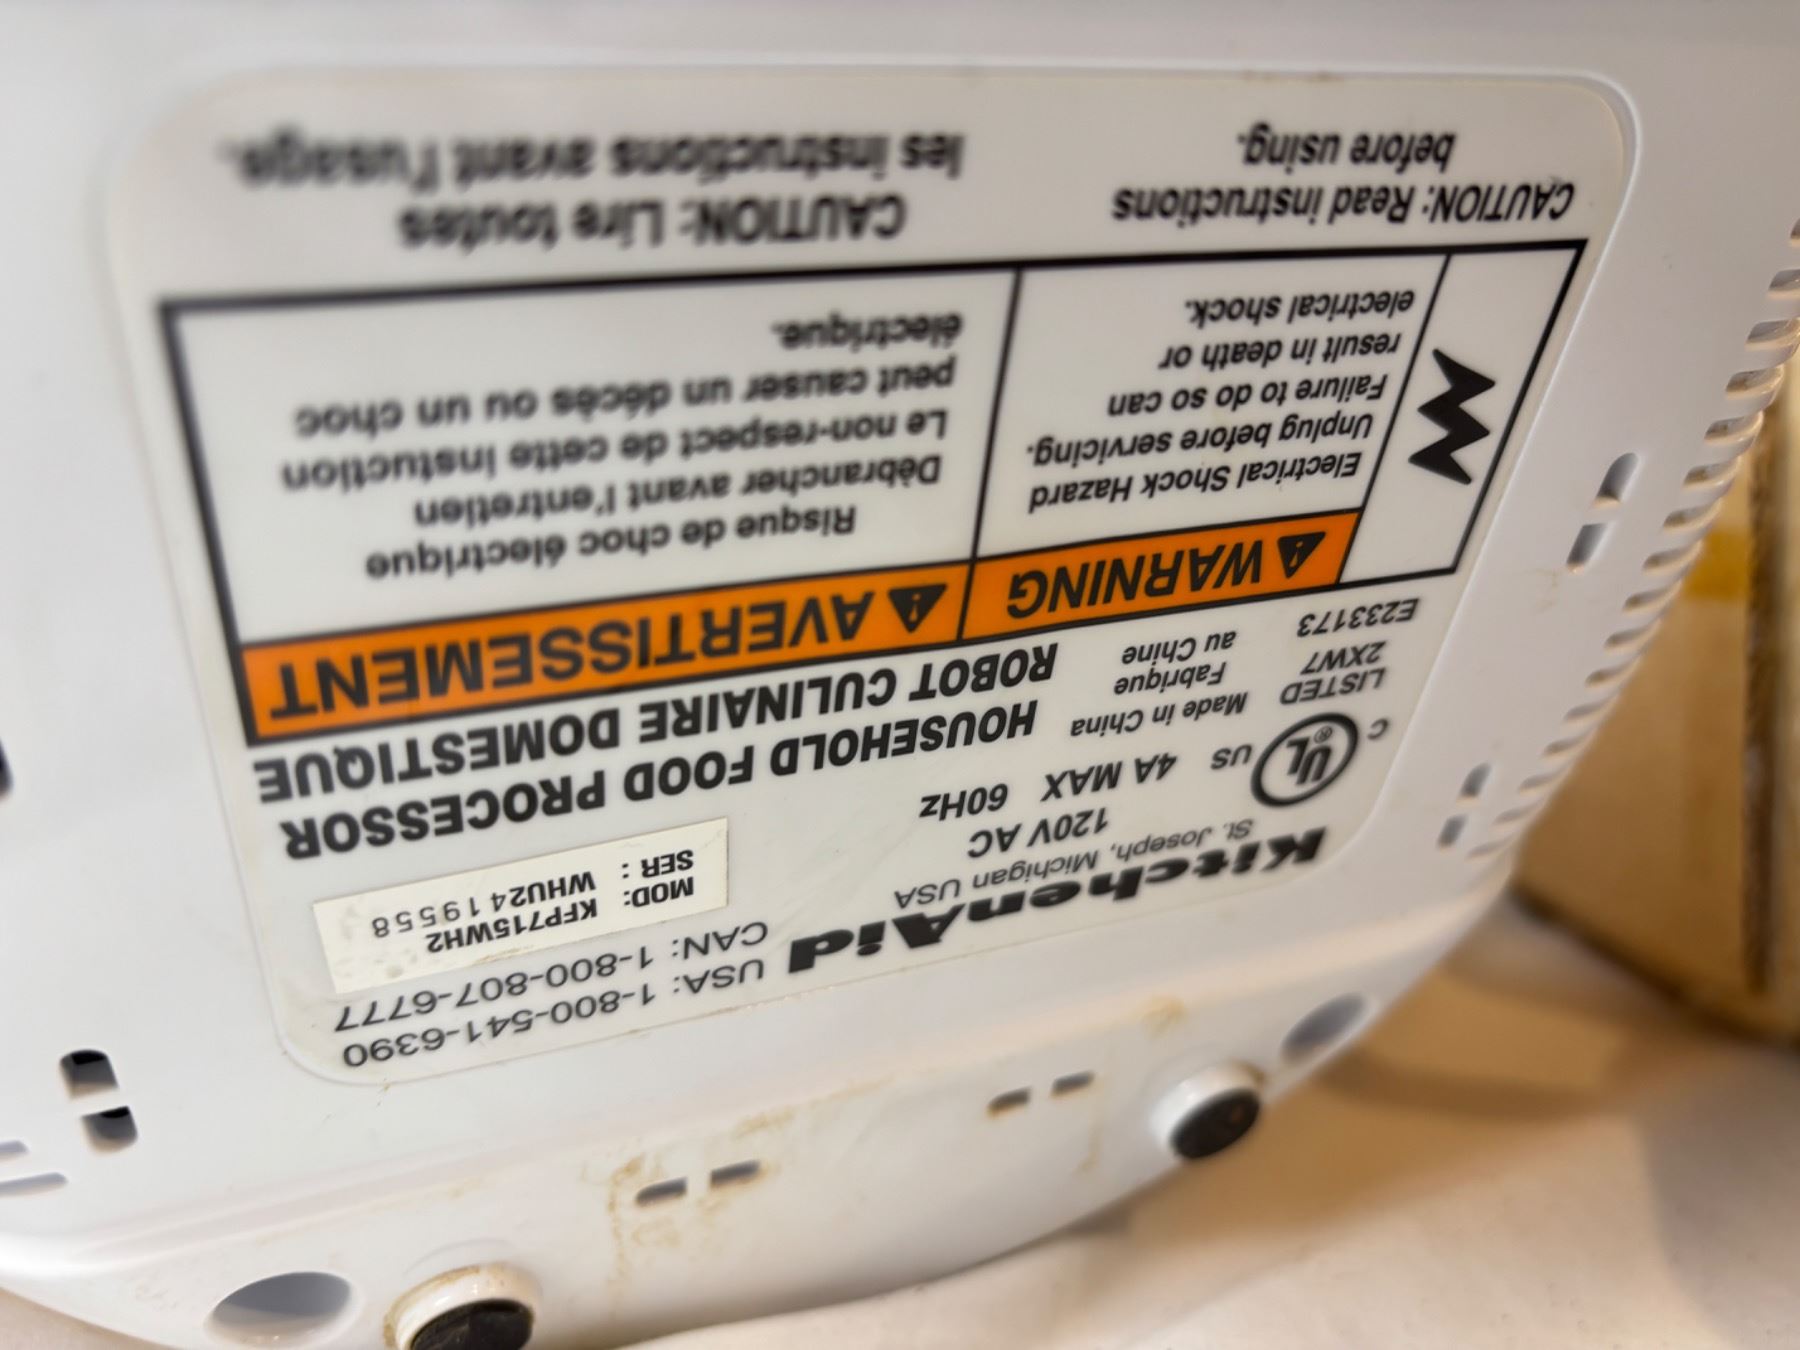 USA: 1-800-541-6390
CAN: 1-800-807-6777
KitchenAid
St. Joseph, Michigan USA
MOD: KFP715WH2
SER : WHU2419558
120V AC
4A MAX 60Hz
C UL® US
LISTED
2XW7
E233173
Made in China
Fabrique
au Chine
HOUSEHOLD FOOD PROCESSOR
ROBOT CULINAIRE DOMESTIQUE
WARNING
Electrical Shock Hazard
Unplug before servicing.
Failure to do so can
result in death or
electrical shock.
AVERTISSEMENT
Risque de choc électrique
Débrancher avant l'entretien
Le non-respect de cette instuction
peut causer un décès ou un choc
électrique.
CAUTION: Read instructions
before using.
CAUTION: Lire toutes
les instructions avant l'usage.